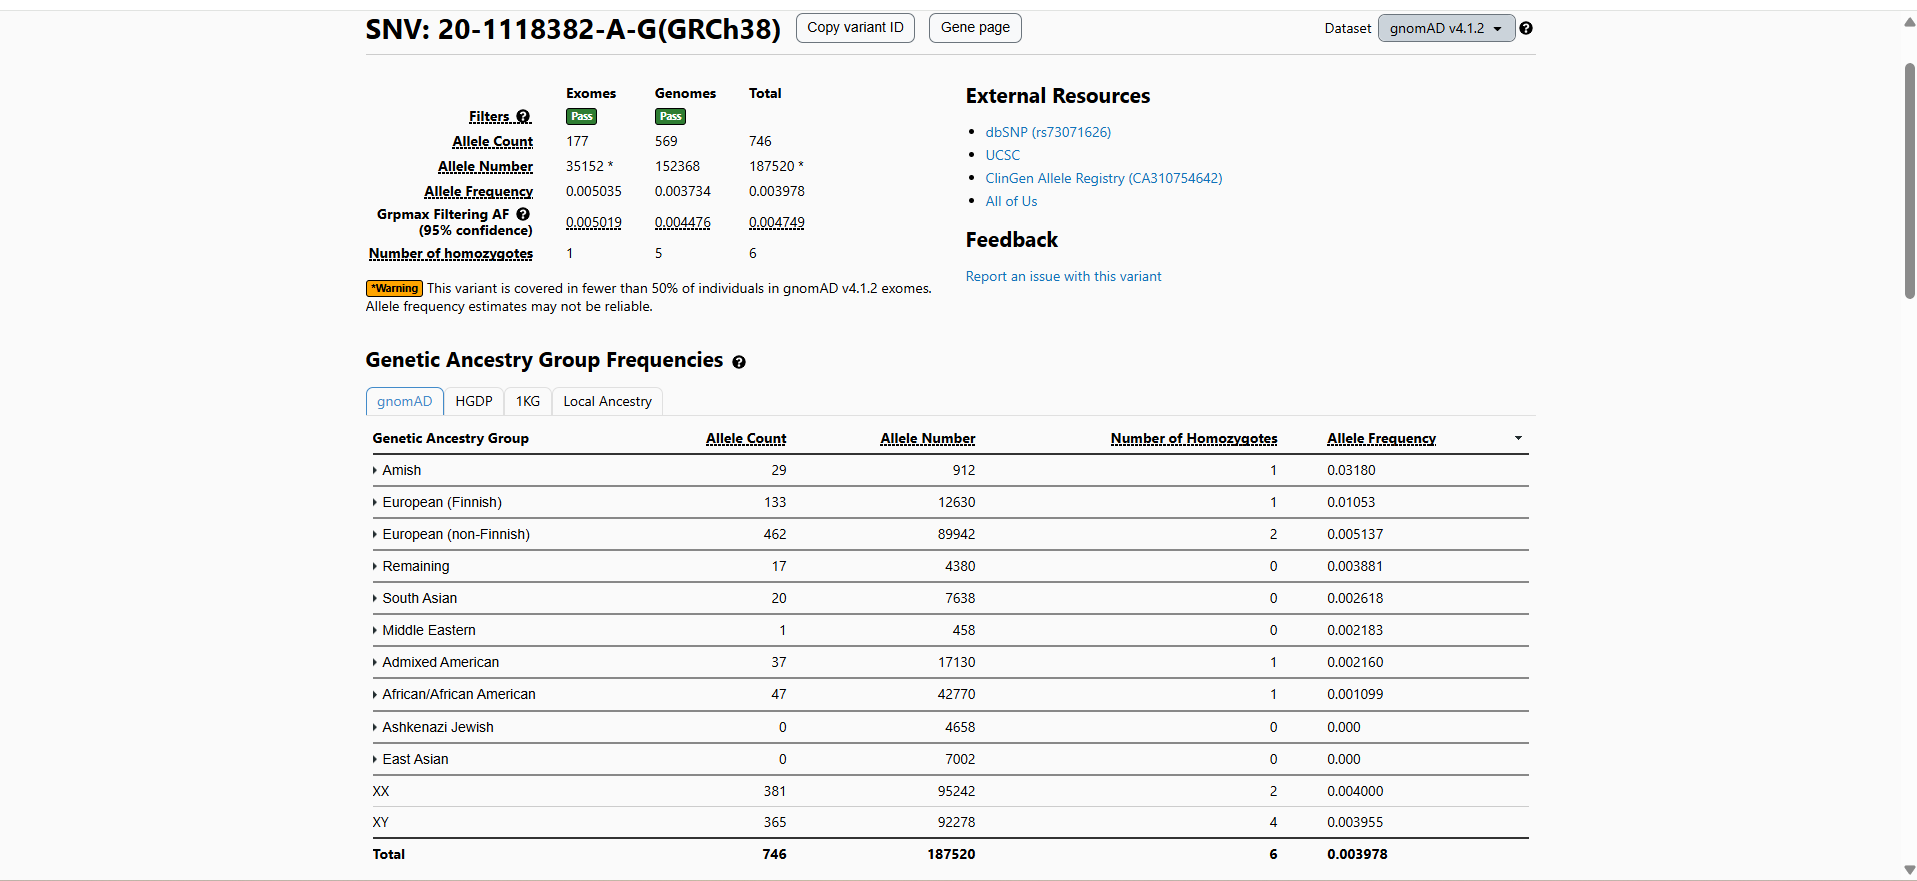 SNV: 20-1118382-A-G(GRCh38) Copy variant ID Gene page Dataset gnomAD v4.1.2
Exomes Genomes Total
Filters Pass Pass
Allele Count 177 569 746
Allele Number 35152 * 152368 187520 *
Allele Frequency 0.005035 0.003734 0.003978
Grpmax Filtering AF
(95% confidence) 0.005019 0.004476 0.004749
Number of homozygotes 1 5 6
*Warning This variant is covered in fewer than 50% of individuals in gnomAD v4.1.2 exomes.
Allele frequency estimates may not be reliable.
External Resources
dbSNP (rs73071626)
UCSC
ClinGen Allele Registry (CA310754642)
All of Us
Feedback
Report an issue with this variant
Genetic Ancestry Group Frequencies
gnomAD HGDP 1KG Local Ancestry
Genetic Ancestry Group Allele Count Allele Number Number of Homozygotes Allele Frequency
Amish 29 912 1 0.03180
European (Finnish) 133 12630 1 0.01053
European (non-Finnish) 462 89942 2 0.005137
Remaining 17 4380 0 0.003881
South Asian 20 7638 0 0.002618
Middle Eastern 1 458 0 0.002183
Admixed American 37 17130 1 0.002160
African/African American 47 42770 1 0.001099
Ashkenazi Jewish 0 4658 0 0.000
East Asian 0 7002 0 0.000
XX 381 95242 2 0.004000
XY 365 92278 4 0.003955
Total 746 187520 6 0.003978